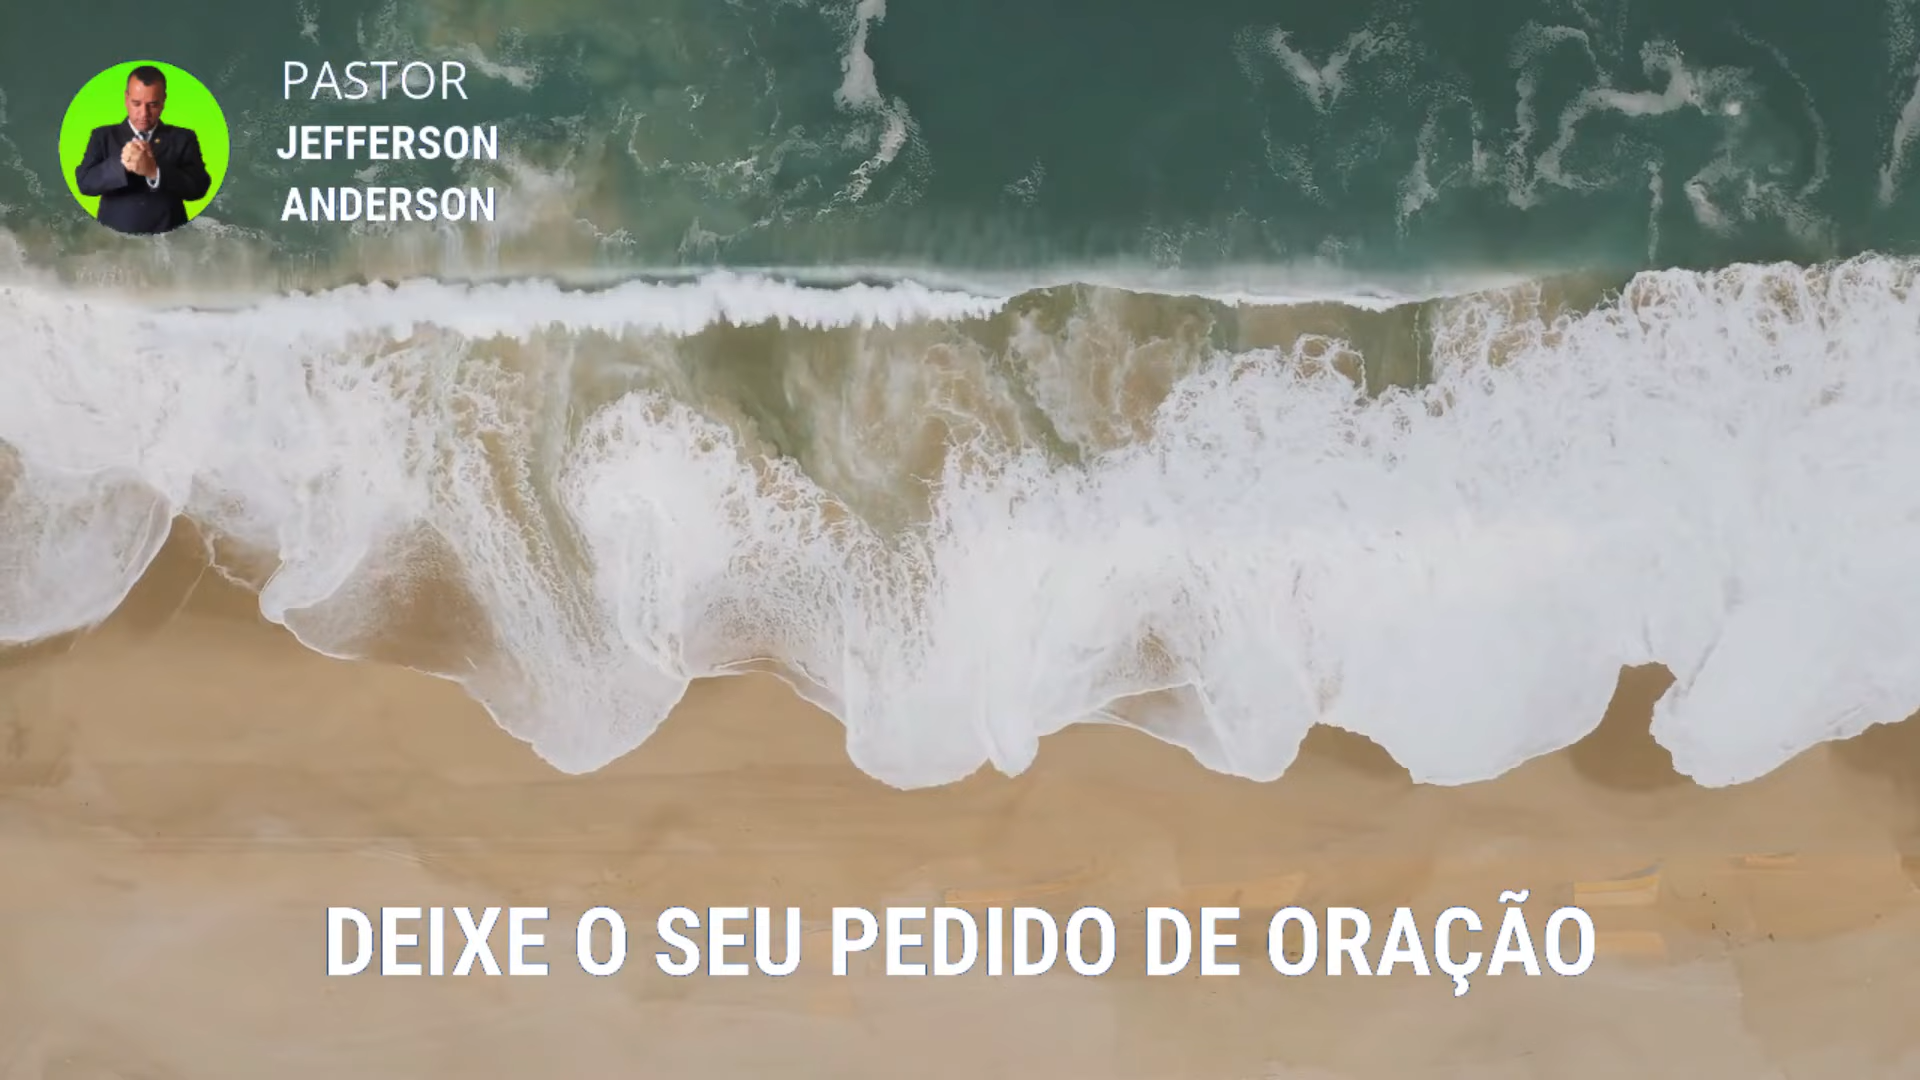 PASTOR
JEFFERSON
ANDERSON
DEIXE O SEU PEDIDO DE ORAÇÃO